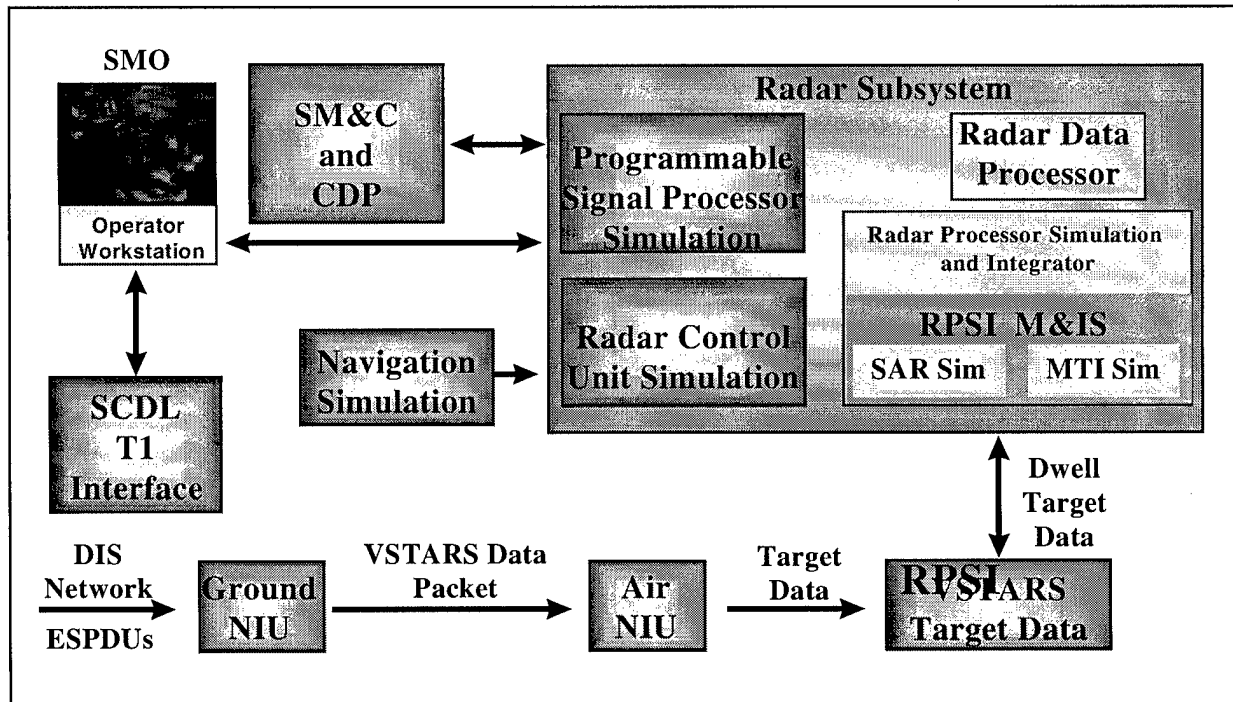 SMO
Operator
Workstation
SM&C
and
CDP
Radar Subsystem
Programmable
Signal Processor
Simulation
Radar Data
Processor
Radar Processor Simulation
and Integrator
RPSI M&IS
SAR Sim
MTI Sim
Radar Control
Unit Simulation
Navigation
Simulation
SCDL
T1
Interface
Dwell
Target
Data
DIS
Network
ESPDUs
Ground
NIU
VSTARS Data
Packet
Air
NIU
Target
Data
RPSI
VSTARS
Target Data